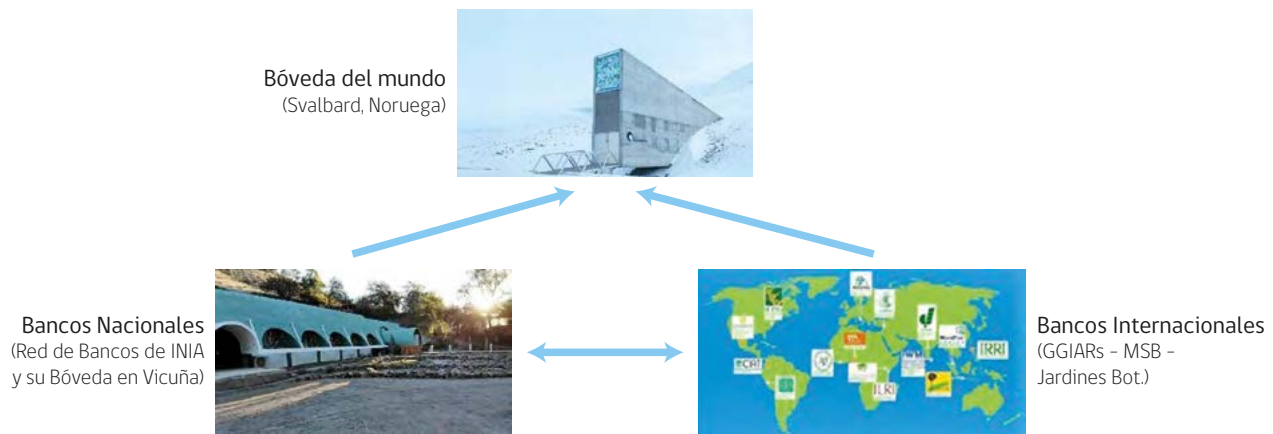 Bóveda del mundo
(Svalbard, Noruega)
Bancos Nacionales
(Red de Bancos de INIA
y su Bóveda en Vicuña)
Bancos Internacionales
(GGIARs - MSB -
Jardines Bot.)
IRRI
ILRI